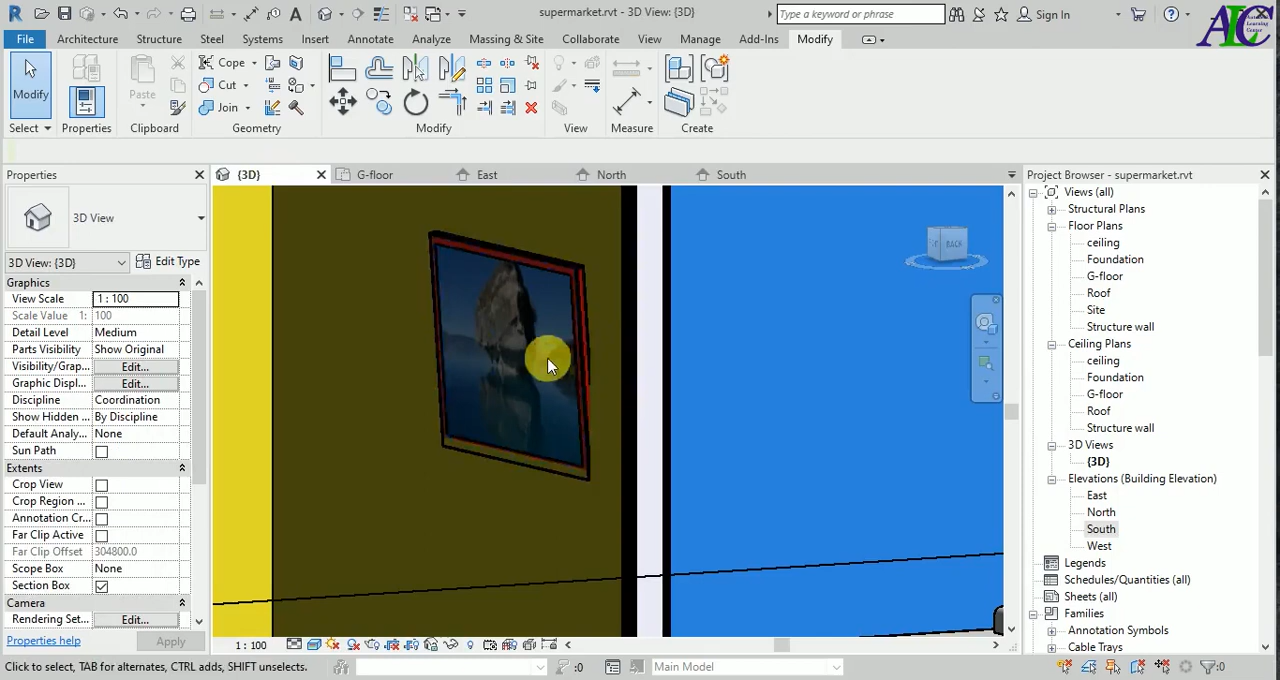 supermarket.rvt - 3D View: {3D}
Type a keyword or phrase
Sign In
ALC
File
Architecture
Structure
Steel
Systems
Insert
Annotate
Analyze
Massing & Site
Collaborate
View
Manage
Add-Ins
Modify
Modify
Paste
Cope
Cut
Join
Select
Properties
Clipboard
Geometry
Modify
View
Measure
Create
Properties
{3D}
G-floor
East
North
South
Project Browser - supermarket.rvt
3D View
3D View: {3D}
Edit Type
Graphics
View Scale
1 : 100
Scale Value 1:
100
Detail Level
Medium
Parts Visibility
Show Original
Visibility/Grap...
Edit...
Graphic Displ...
Edit...
Discipline
Coordination
Show Hidden ...
By Discipline
Default Analy...
None
Sun Path
Extents
Crop View
Crop Region ...
Annotation Cr...
Far Clip Active
Far Clip Offset
304800.0
Scope Box
None
Section Box
Camera
Rendering Set...
Edit...
Properties help
Apply
BACK
Views (all)
Structural Plans
Floor Plans
ceiling
Foundation
G-floor
Roof
Site
Structure wall
Ceiling Plans
ceiling
Foundation
G-floor
Roof
Structure wall
3D Views
{3D}
Elevations (Building Elevation)
East
North
South
West
Legends
Schedules/Quantities (all)
Sheets (all)
Families
Annotation Symbols
Cable Trays
1 : 100
Click to select, TAB for alternates, CTRL adds, SHIFT unselects.
:0
Main Model
:0